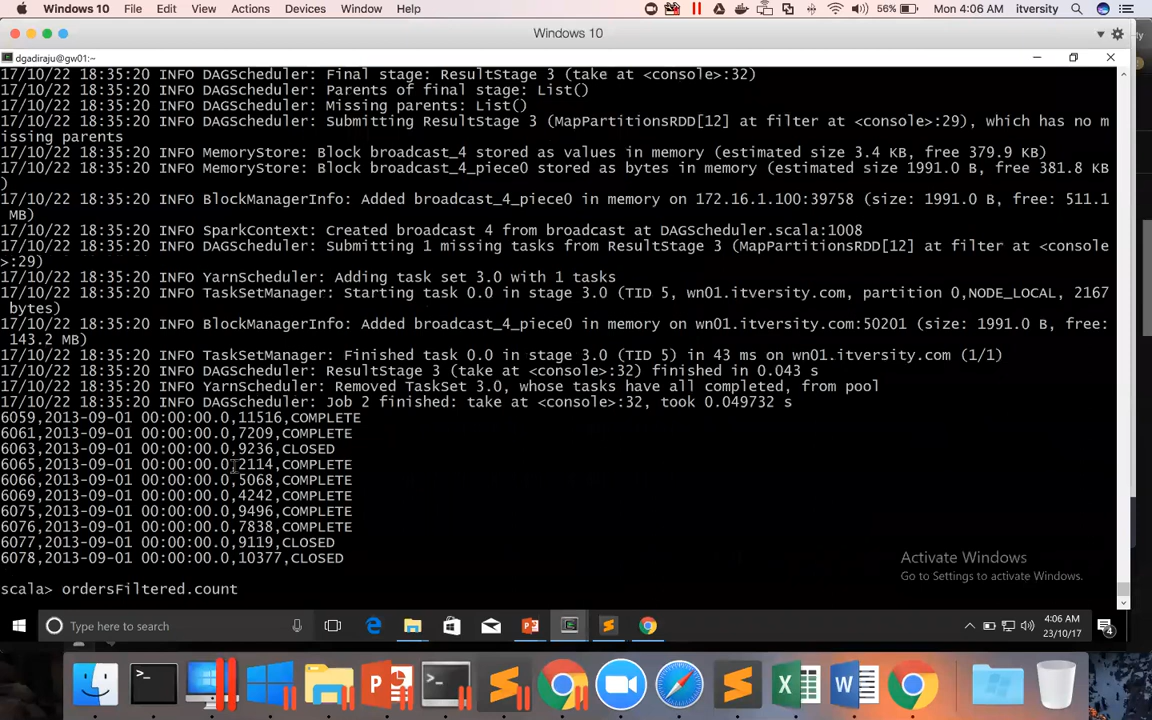 Windows 10 File Edit View Actions Devices Window Help 56% Mon 4:06 AM itversity
Windows 10
dgadiraju@gw01:~
17/10/22 18:35:20 INFO DAGScheduler: Final stage: ResultStage 3 (take at <console>:32)
17/10/22 18:35:20 INFO DAGScheduler: Parents of final stage: List()
17/10/22 18:35:20 INFO DAGScheduler: Missing parents: List()
17/10/22 18:35:20 INFO DAGScheduler: Submitting ResultStage 3 (MapPartitionsRDD[12] at filter at <console>:29), which has no m
issing parents
17/10/22 18:35:20 INFO MemoryStore: Block broadcast_4 stored as values in memory (estimated size 3.4 KB, free 379.9 KB)
17/10/22 18:35:20 INFO MemoryStore: Block broadcast_4_piece0 stored as bytes in memory (estimated size 1991.0 B, free 381.8 KB
)
17/10/22 18:35:20 INFO BlockManagerInfo: Added broadcast_4_piece0 in memory on 172.16.1.100:39758 (size: 1991.0 B, free: 511.1
MB)
17/10/22 18:35:20 INFO SparkContext: Created broadcast 4 from broadcast at DAGScheduler.scala:1008
17/10/22 18:35:20 INFO DAGScheduler: Submitting 1 missing tasks from ResultStage 3 (MapPartitionsRDD[12] at filter at <console
>:29)
17/10/22 18:35:20 INFO YarnScheduler: Adding task set 3.0 with 1 tasks
17/10/22 18:35:20 INFO TaskSetManager: Starting task 0.0 in stage 3.0 (TID 5, wn01.itversity.com, partition 0,NODE_LOCAL, 2167
bytes)
17/10/22 18:35:20 INFO BlockManagerInfo: Added broadcast_4_piece0 in memory on wn01.itversity.com:50201 (size: 1991.0 B, free:
143.2 MB)
17/10/22 18:35:20 INFO TaskSetManager: Finished task 0.0 in stage 3.0 (TID 5) in 43 ms on wn01.itversity.com (1/1)
17/10/22 18:35:20 INFO DAGScheduler: ResultStage 3 (take at <console>:32) finished in 0.043 s
17/10/22 18:35:20 INFO YarnScheduler: Removed TaskSet 3.0, whose tasks have all completed, from pool
17/10/22 18:35:20 INFO DAGScheduler: Job 2 finished: take at <console>:32, took 0.049732 s
6059,2013-09-01 00:00:00.0,11516,COMPLETE
6061,2013-09-01 00:00:00.0,7209,COMPLETE
6063,2013-09-01 00:00:00.0,9236,CLOSED
6065,2013-09-01 00:00:00.0,2114,COMPLETE
6066,2013-09-01 00:00:00.0,5068,COMPLETE
6069,2013-09-01 00:00:00.0,4242,COMPLETE
6075,2013-09-01 00:00:00.0,9496,COMPLETE
6076,2013-09-01 00:00:00.0,7838,COMPLETE
6077,2013-09-01 00:00:00.0,9119,CLOSED
6078,2013-09-01 00:00:00.0,10377,CLOSED
Activate Windows
Go to Settings to activate Windows.
scala> ordersFiltered.count
Type here to search
4:06 AM
23/10/17
4